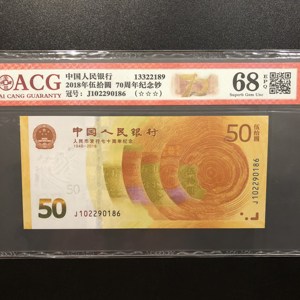 ACG
AI CANG GUARANTY
中国人民银行 13322189
2018年伍拾圆 70周年纪念钞
冠号: J102290186 (☆☆☆)
70
68 EPQ
Superb Gem Unc
中国人民银行
人民币发行七十周年纪念
1948-2018
50
伍拾圆
50
J102290186
J102290186